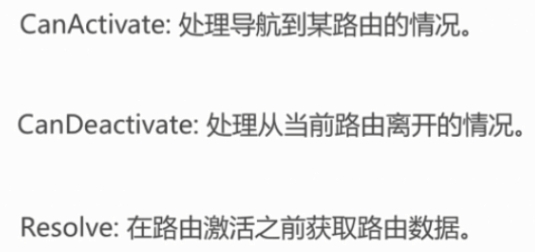 CanActivate: 处理导航到某路由的情况。
CanDeactivate: 处理从当前路由离开的情况。
Resolve: 在路由激活之前获取路由数据。